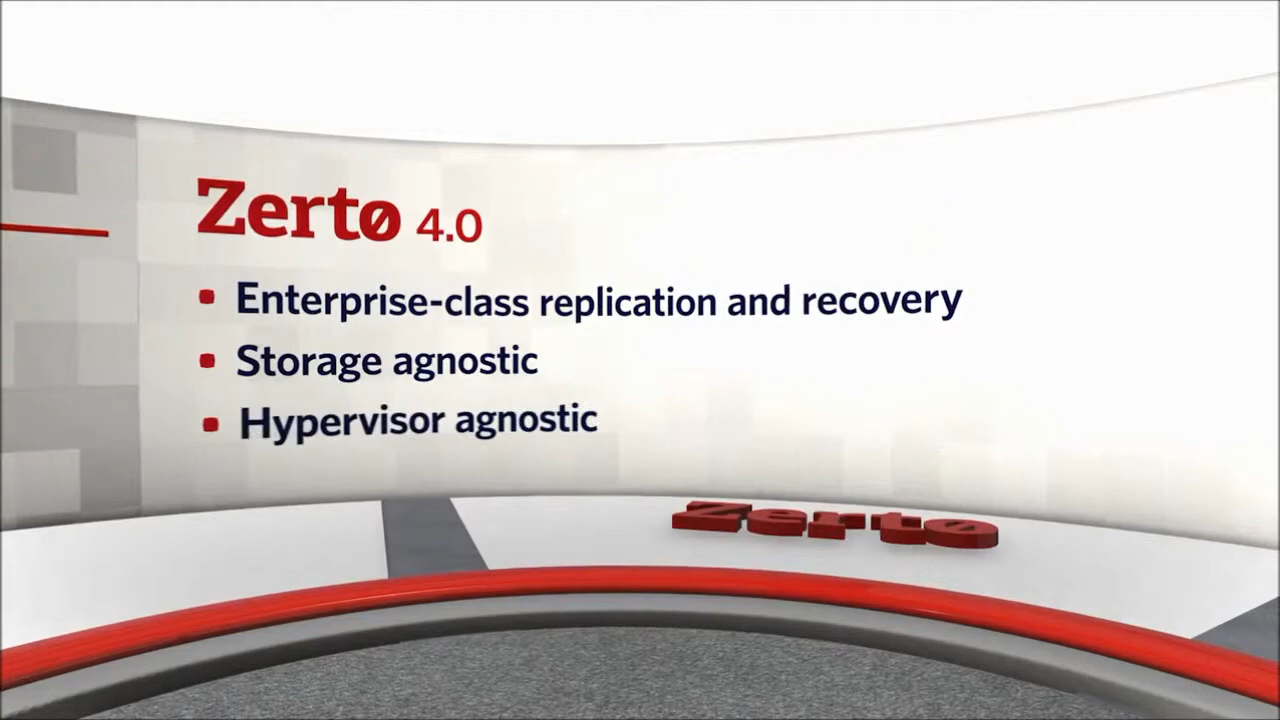 Zertø 4.0
Enterprise-class replication and recovery
Storage agnostic
Hypervisor agnostic
Zertø